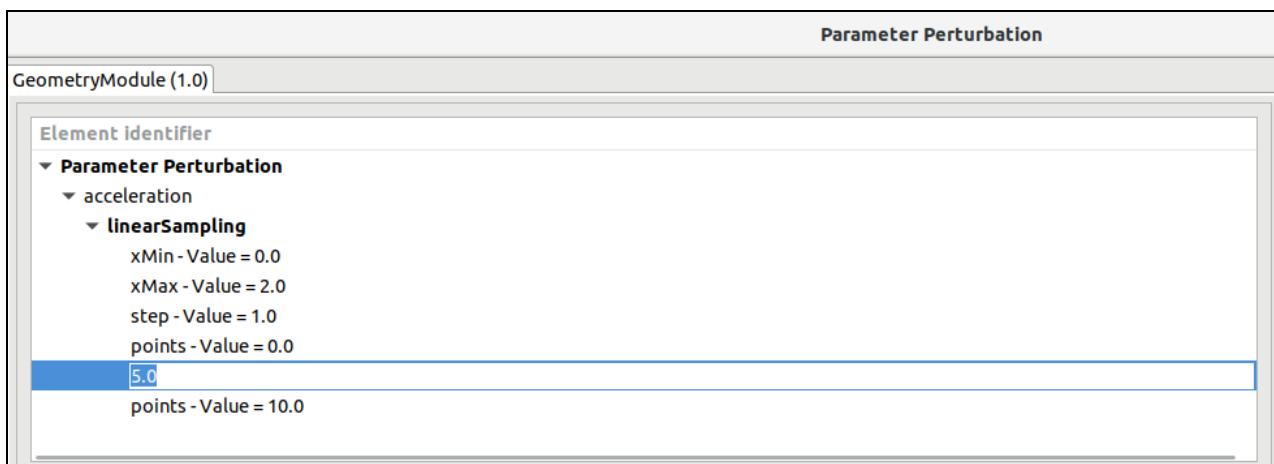 Parameter Perturbation
GeometryModule (1.0)
Element identifier
Parameter Perturbation
acceleration
linearSampling
xMin - Value = 0.0
xMax - Value = 2.0
step - Value = 1.0
points - Value = 0.0
5.0
points - Value = 10.0